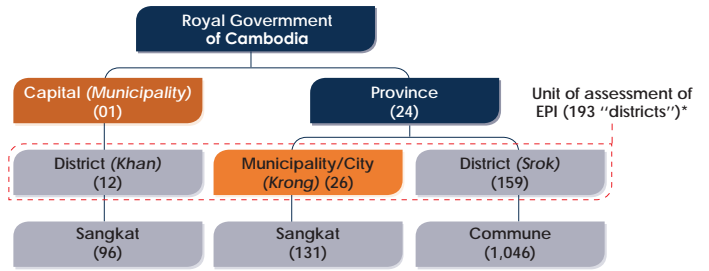 Royal Government
of Cambodia
Capital (Municipality)
(01)
Province
(24)
Unit of assessment of
EPI (193 "districts")*
District (Khan)
(12)
Municipality/City
(Krong) (26)
District (Srok)
(159)
Sangkat
(96)
Sangkat
(131)
Commune
(1,046)